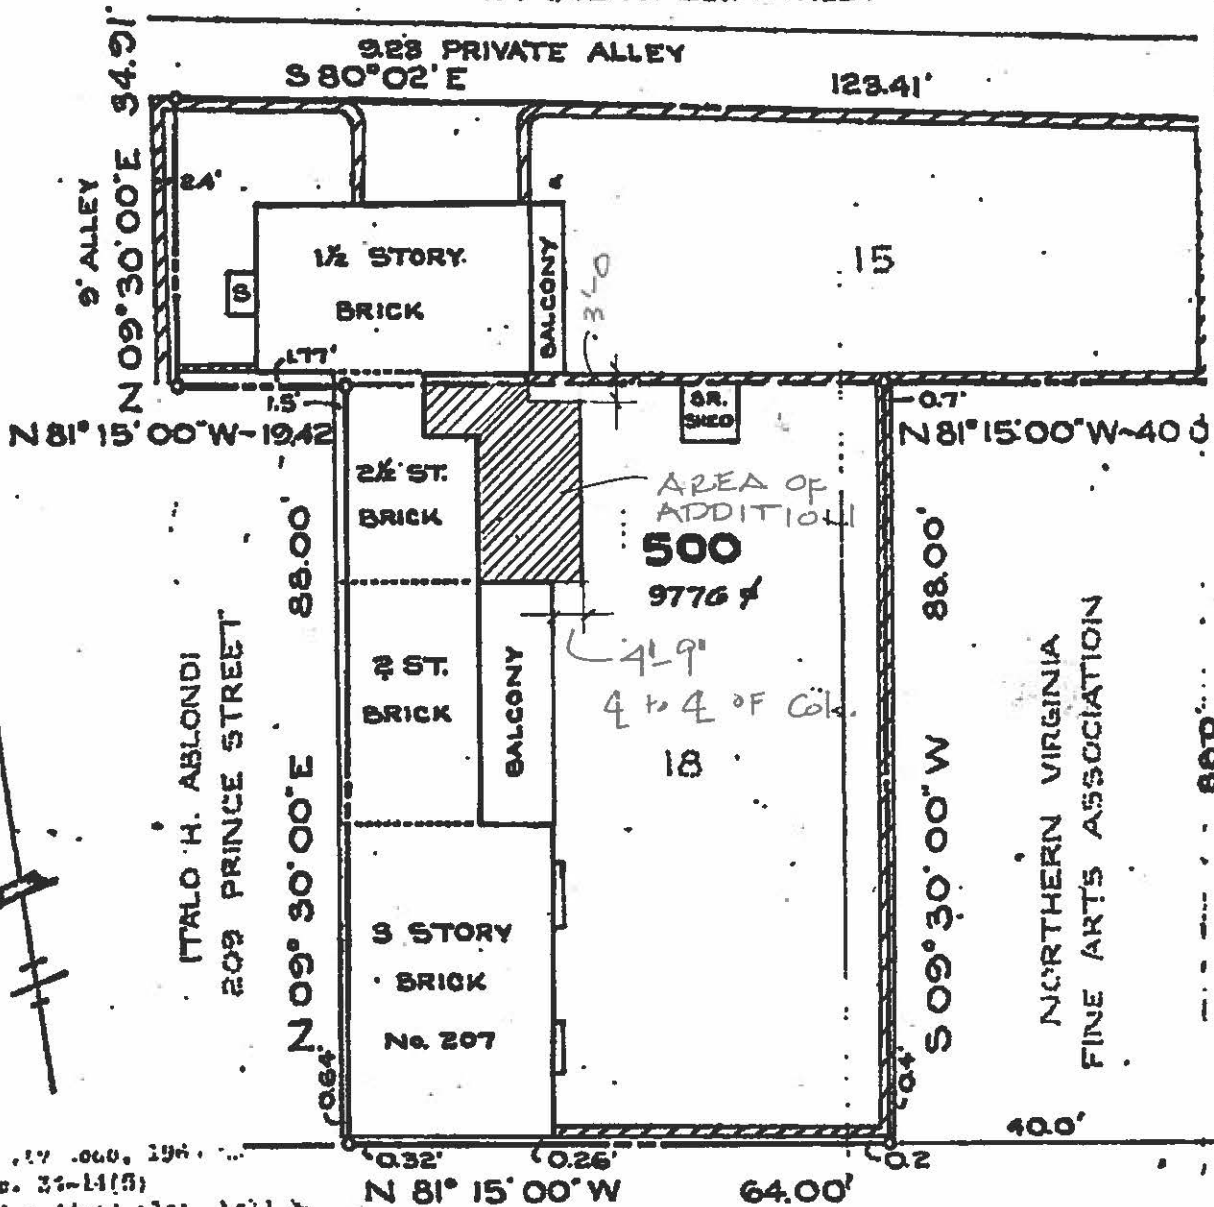 9.23 PRIVATE ALLEY
S 80°02' E
123.41'
34.91'
N 09°30'00"E
9' ALLEY
2.4'
1½ STORY
BRICK
S
BALCONY
3'-0
15
1.77'
1.5'
N 81° 15' 00"W-19.42
BR.
SHED
0.7'
N 81° 15' 00"W-40.0
2½ ST.
BRICK
AREA OF
ADDITION
500
9776 ⌿
88.00'
88.00'
ITALO H. ABLONDI
209 PRINCE STREET
2 ST.
BRICK
BALCONY
4'-9"
℄ to ℄ OF COL.
18
NORTHERN VIRGINIA
FINE ARTS ASSOCIATION
N 09° 30' 00"E
S 09° 30' 00" W
3 STORY
BRICK
No. 207
0.64'
0.4'
40.0'
0.32'
0.26'
0.2
N 81° 15' 00" W
64.00'